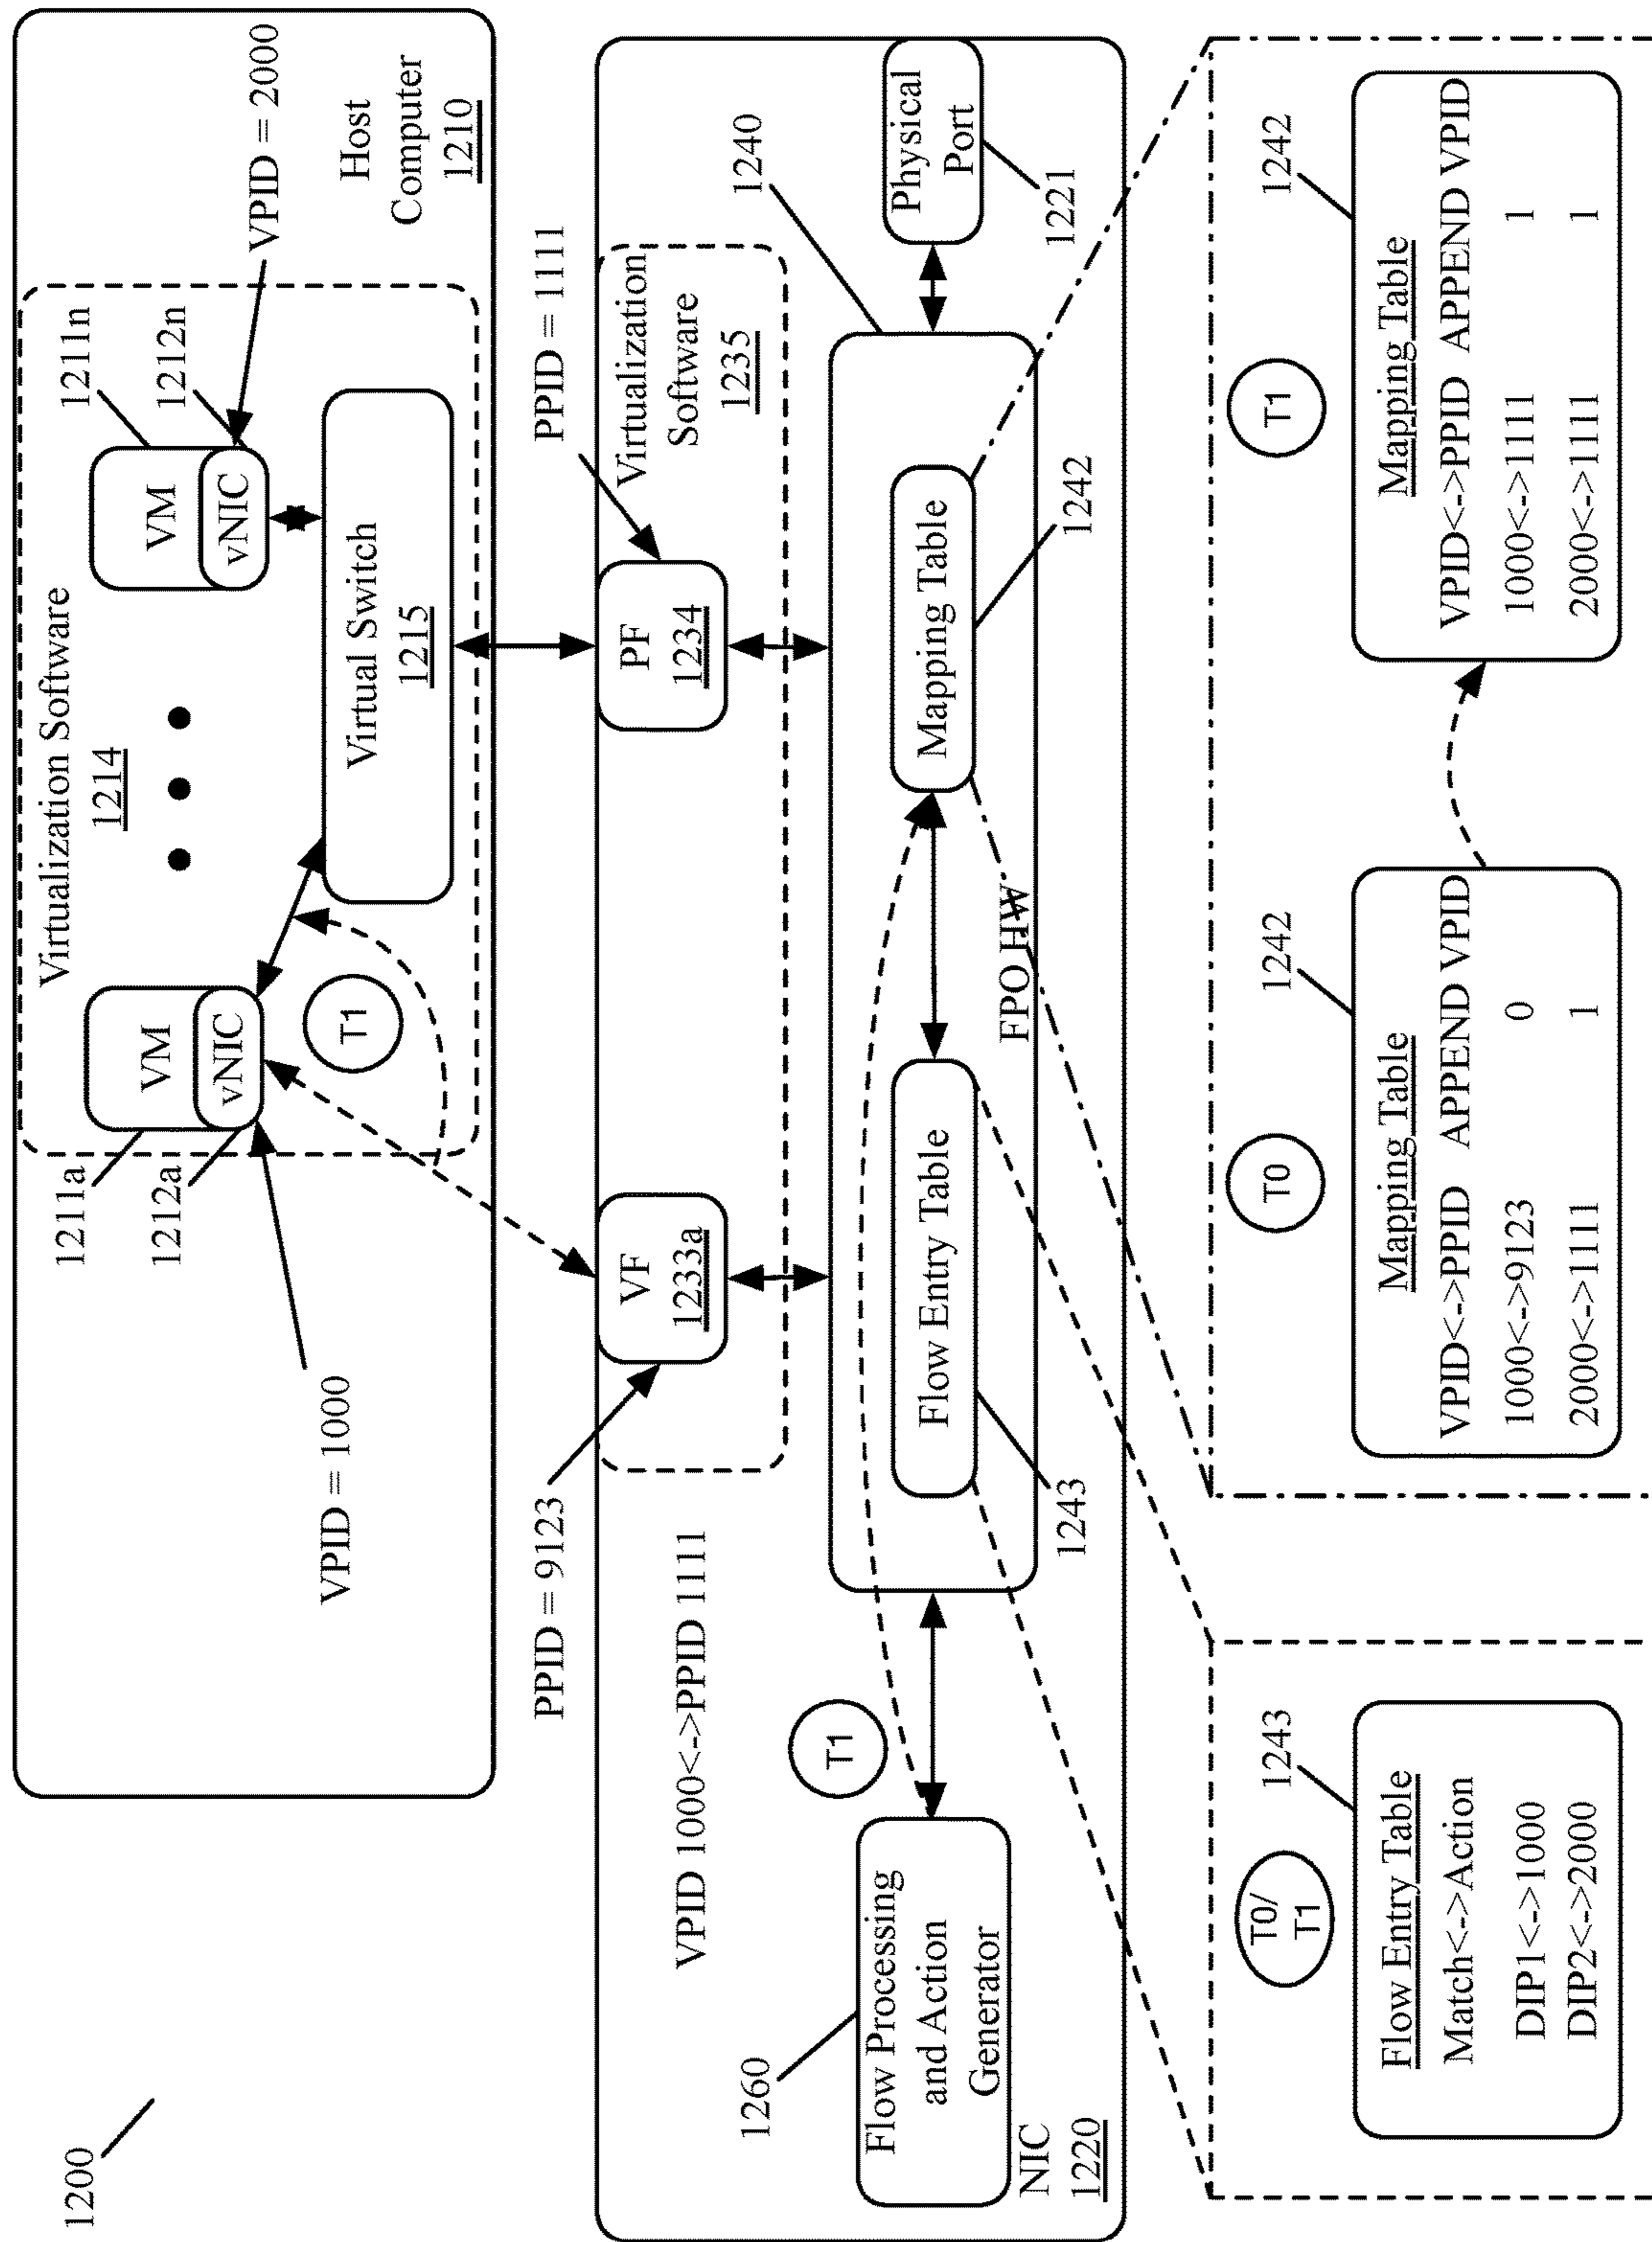 1200
Virtualization Software
1214
1211a
VM
vNIC
1212a
VM
vNIC
1211n
1212n
VPID = 1000
T1
Virtual Switch
1215
VPID = 2000
Host
Computer
1210
PPID = 9123
PPID = 1111
VPID 1000<->PPID 1111
VF
1233a
PF
1234
Virtualization
Software
1235
T1
1240
1260
Flow Processing
and Action
Generator
Flow Entry Table
Mapping Table
Physical
Port
NIC
1220
1243
FPO HW
1242
1221
T0/
T1
1243
Flow Entry Table
Match<->Action
DIP1<->1000
DIP2<->2000
T0
1242
Mapping Table
VPID<->PPID APPEND VPID
1000<->9123 0
2000<->1111 1
T1
1242
Mapping Table
VPID<->PPID APPEND VPID
1000<->1111 1
2000<->1111 1